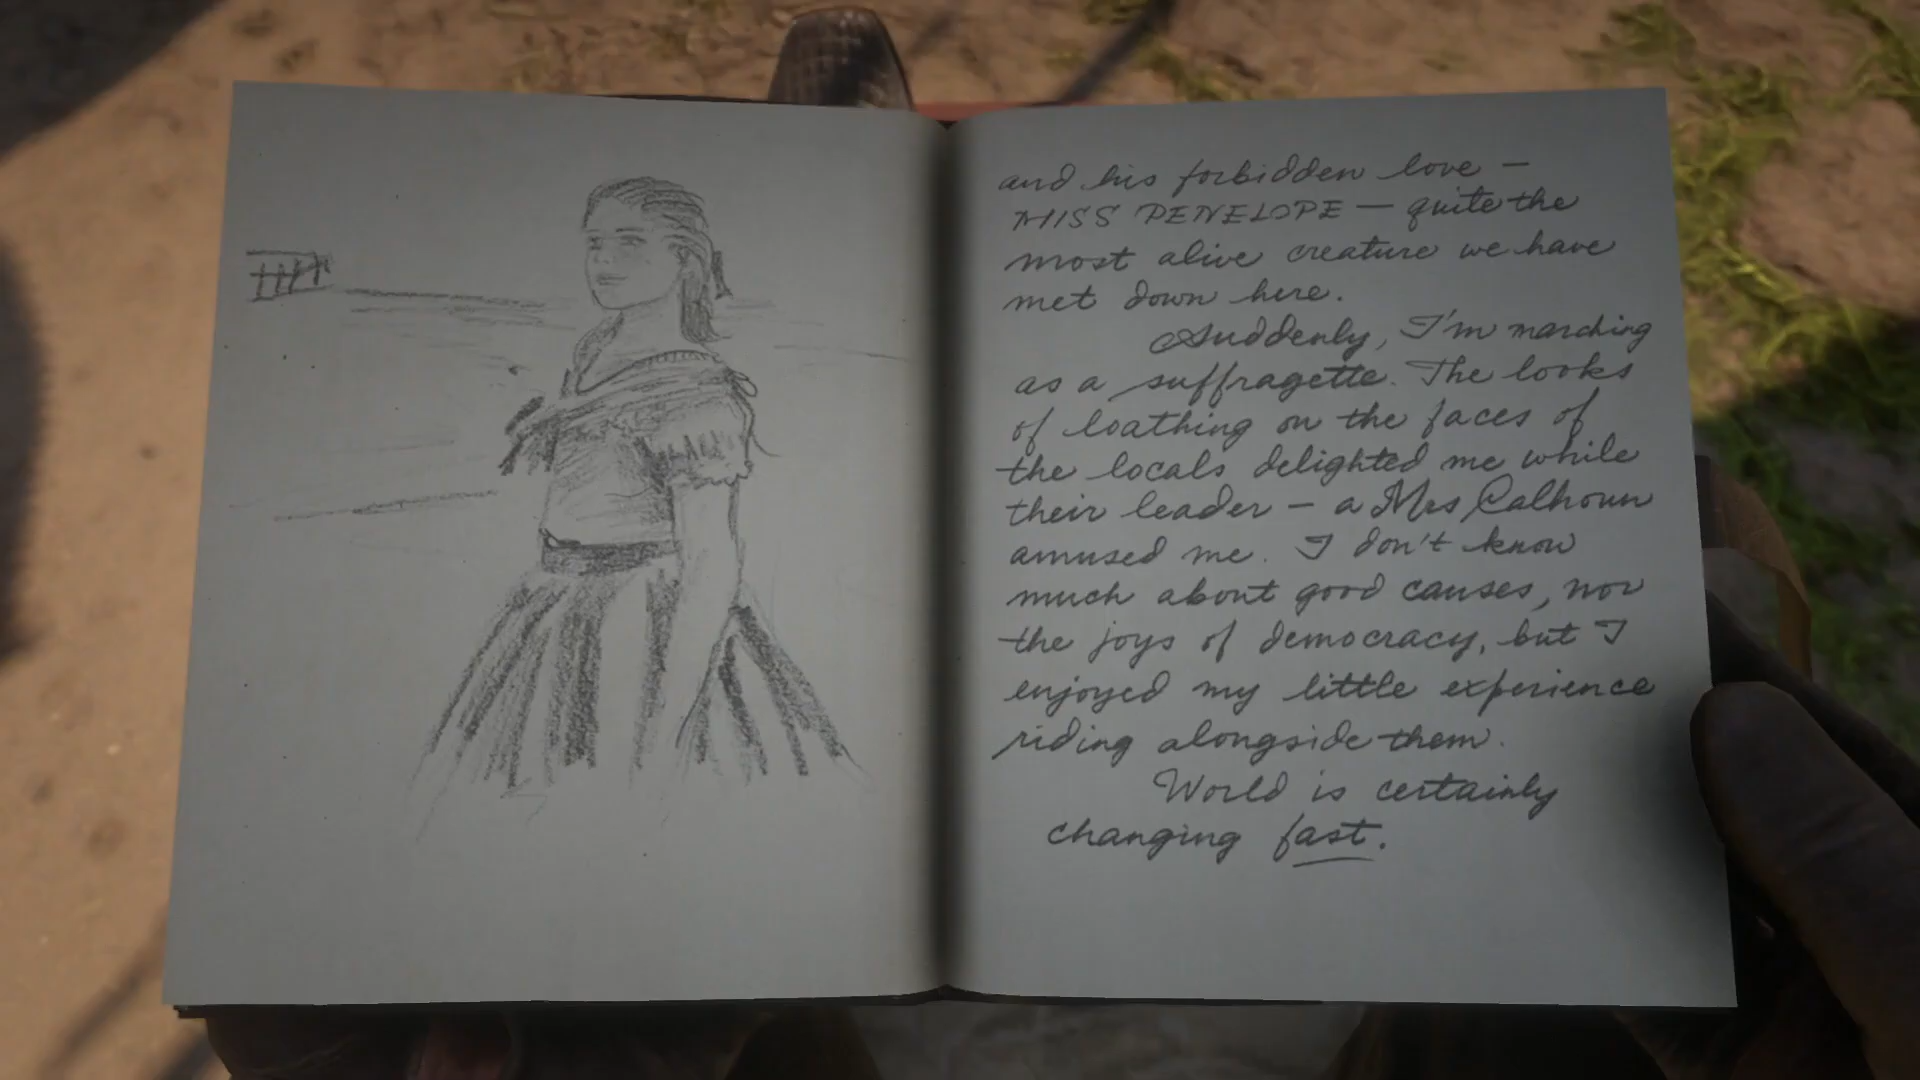 and his forbidden love —
MISS PENELOPE — quite the
most alive creature we have
met down here.
Suddenly, I'm marching
as a suffragette. The looks
of loathing on the faces of
the locals delighted me while
their leader — a Mrs Calhoun
amused me. I don't know
much about good causes, nor
the joys of democracy, but I
enjoyed my little experience
riding alongside them.
World is certainly
changing fast.